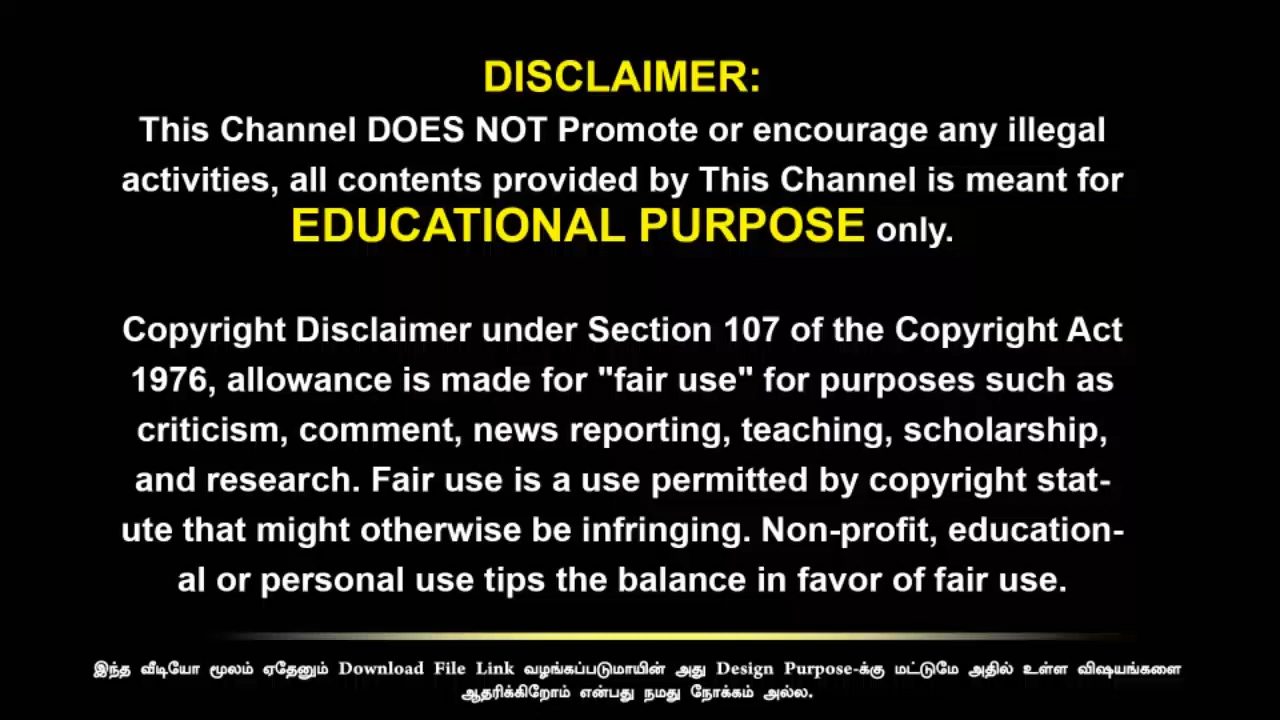 DISCLAIMER:
This Channel DOES NOT Promote or encourage any illegal
activities, all contents provided by This Channel is meant for
EDUCATIONAL PURPOSE only.
Copyright Disclaimer under Section 107 of the Copyright Act
1976, allowance is made for "fair use" for purposes such as
criticism, comment, news reporting, teaching, scholarship,
and research. Fair use is a use permitted by copyright stat-
ute that might otherwise be infringing. Non-profit, education-
al or personal use tips the balance in favor of fair use.
இந்த வீடியோ மூலம் ஏதேனும் Download File Link வழங்கப்படுமாயின் அது Design Purpose-க்கு மட்டுமே அதில் உள்ள விஷயங்களை
ஆதரிக்கிறோம் என்பது நமது நோக்கம் அல்ல.